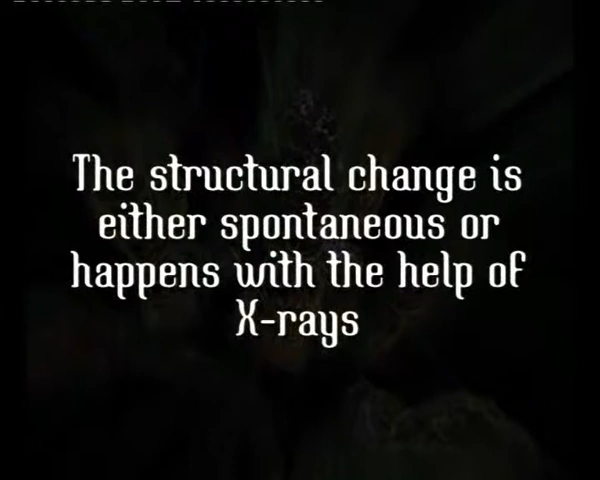 The structural change is
either spontaneous or
happens with the help of
X-rays